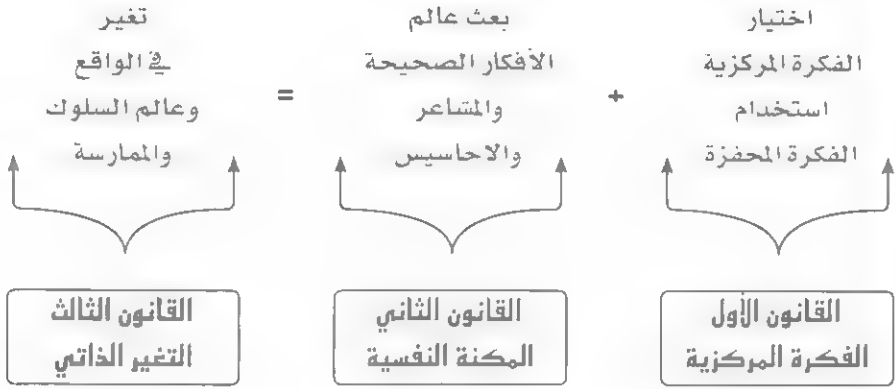 اختيار
الفكرة المركزية
استخدام
الفكرة المحفزة
+
بعث عالم
الأفكار الصحيحة
والمشاعر
والاحاسيس
=
تغير
في الواقع
وعالم السلوك
والممارسة
القانون الأول
الفكرة المركزية
القانون الثاني
المكنة النفسية
القانون الثالث
التغير الذاتي